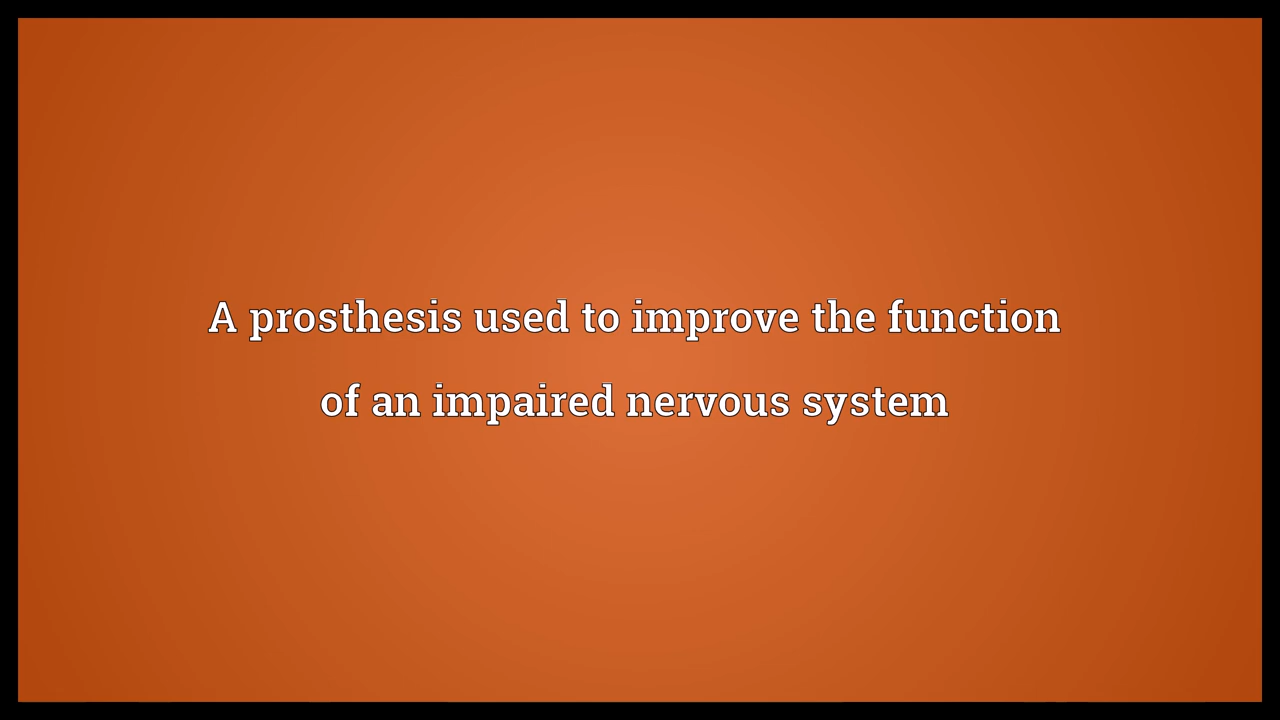 A prosthesis used to improve the function
of an impaired nervous system